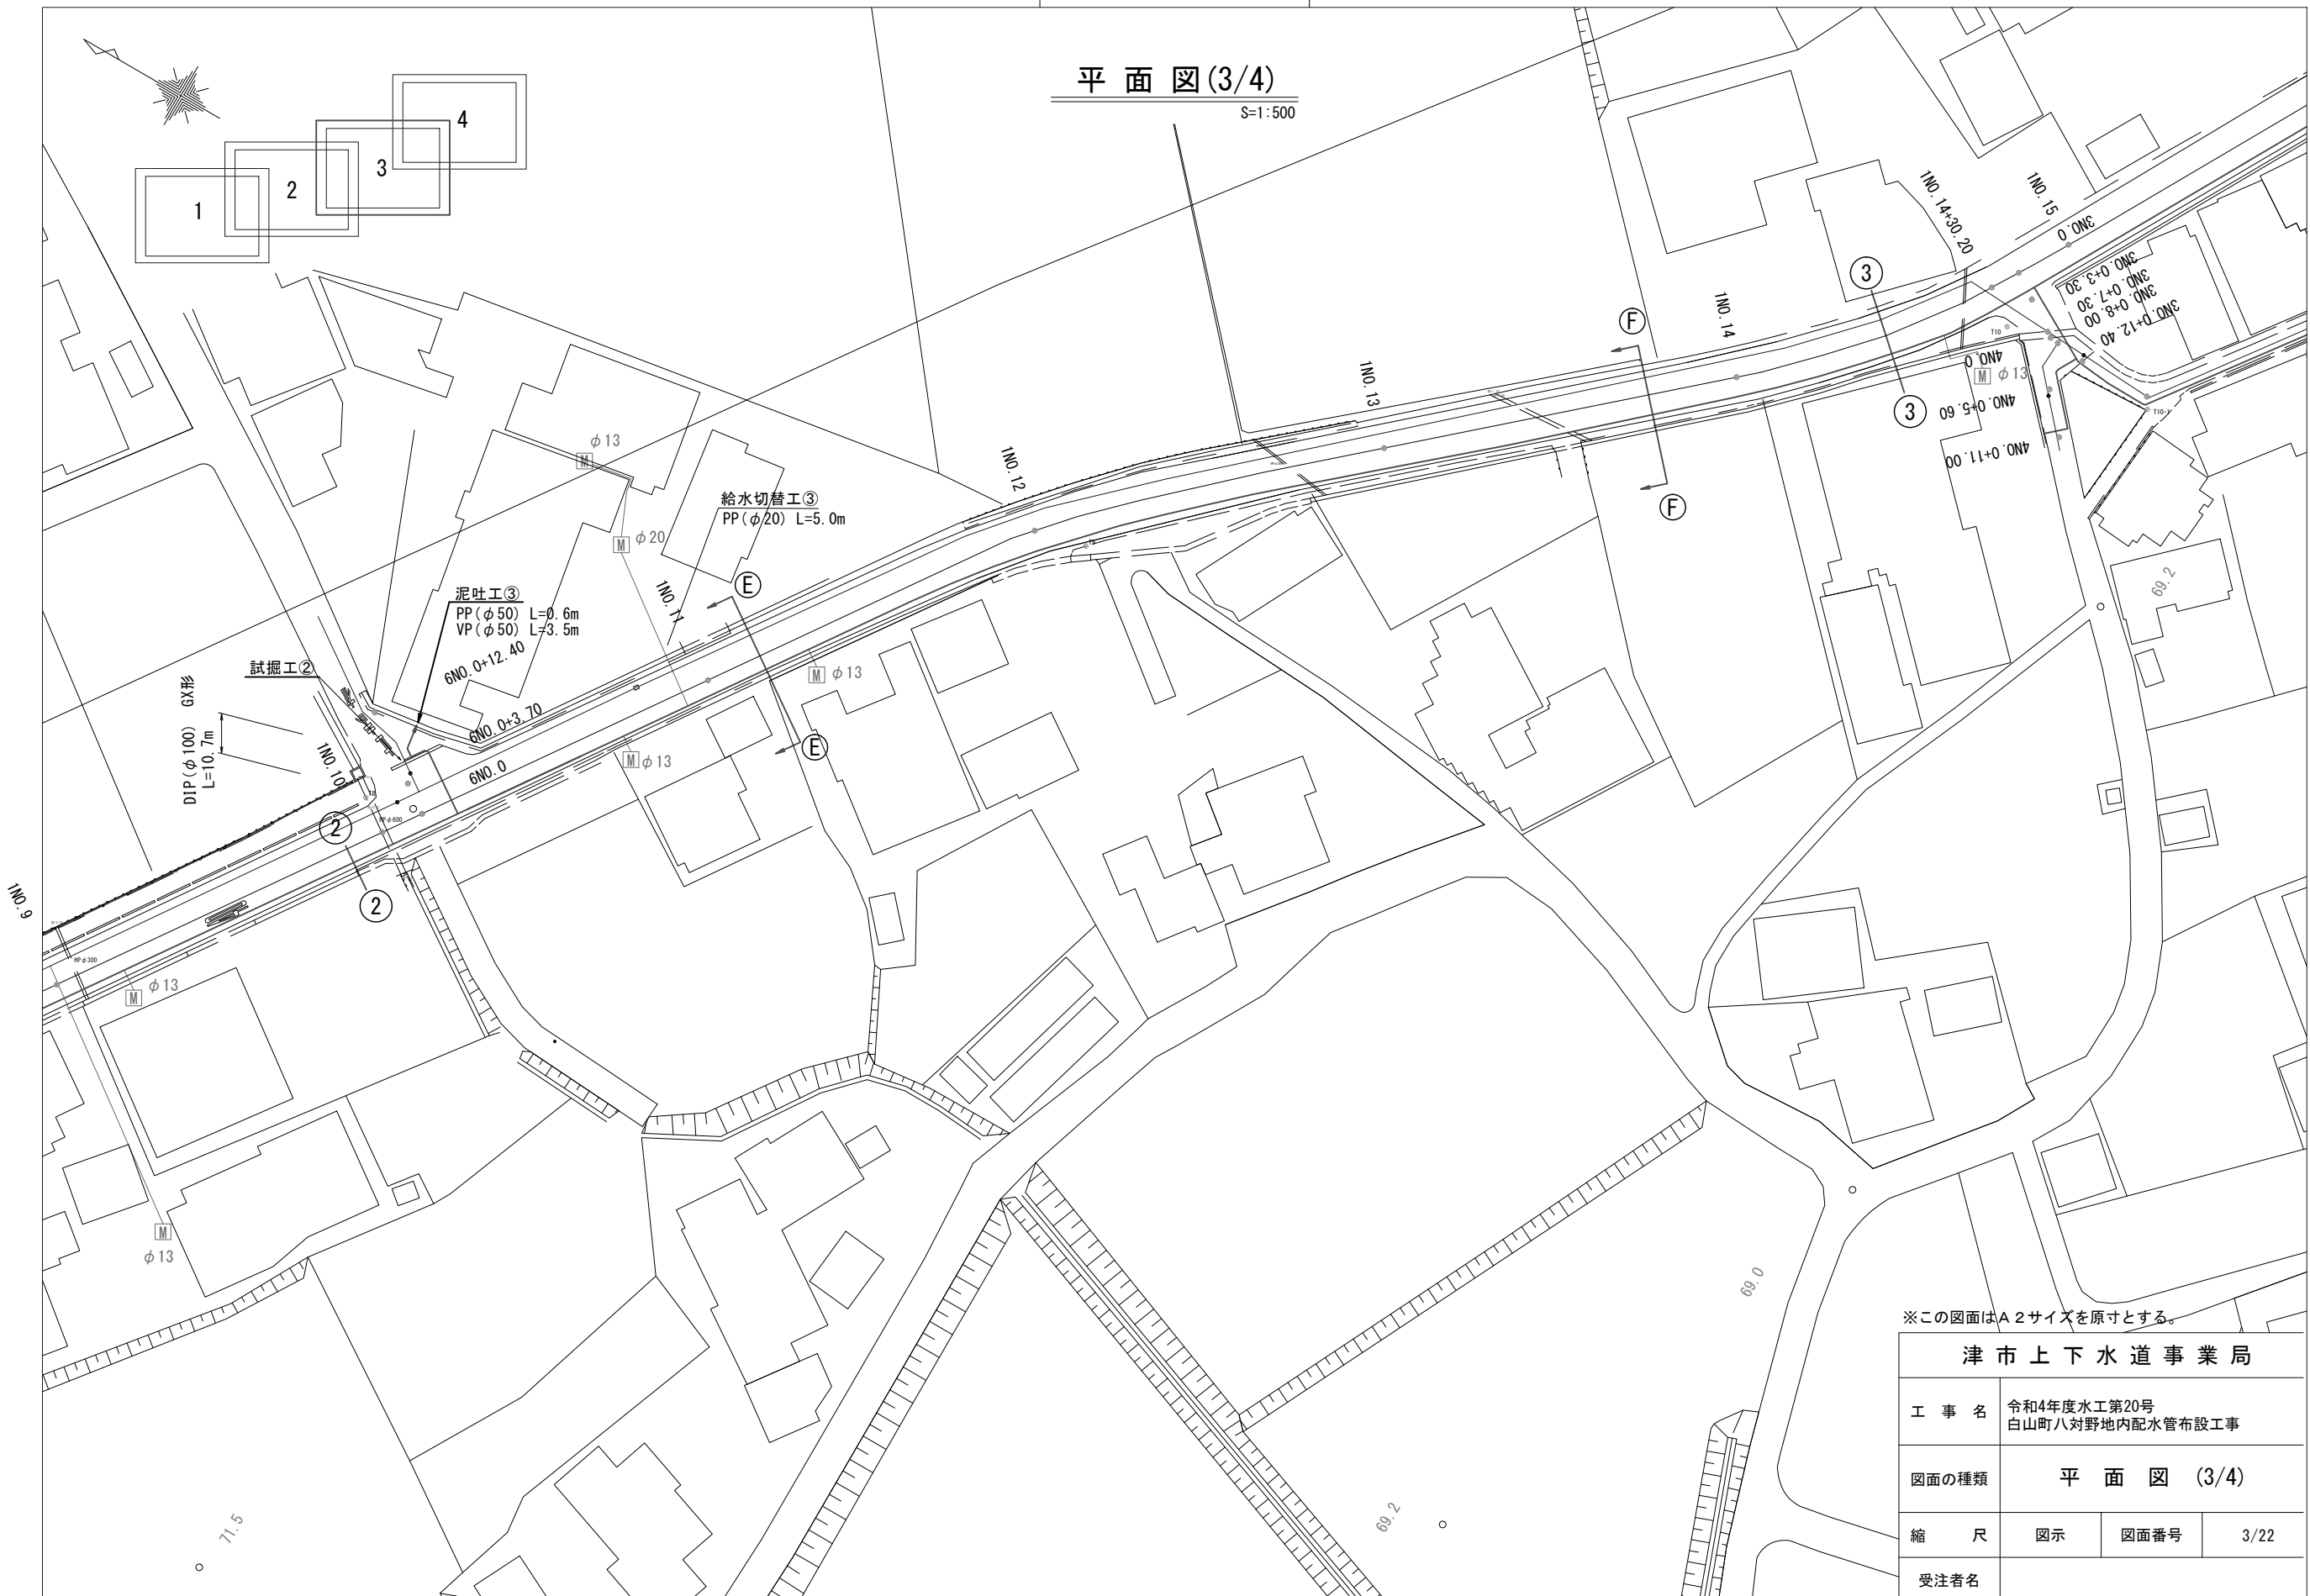 平面図(3/4)
S=1:500
1
2
3
4
1NO.14+30.20
1NO.15
3NO.0
3NO.0+3.30
3NO.0+7.30
3NO.0+8.00
3NO.0+12.40
③
T10
4NO.0
M φ13
4NO.0+5.60
4NO.0+11.00
T10-1
③
Ⓕ
1NO.14
1NO.13
Ⓕ
1NO.12
φ13
M
給水切替工③
PP(φ20) L=5.0m
M φ20
1NO.11
Ⓔ
泥吐工③
PP(φ50) L=0.6m
VP(φ50) L=3.5m
6NO.0+12.40
試掘工②
DIP(φ100) GX形
L=10.7m
6NO.0+3.70
6NO.0
1NO.10
M φ13
M φ13
Ⓔ
HPφ600
②
②
1NO.9
HPφ300
M φ13
M
φ13
69.2
69.0
69.2
71.5
※この図面はA2サイズを原寸とする。
津市上下水道事業局
工事名
令和4年度水工第20号
白山町八対野地内配水管布設工事
図面の種類
平面図 (3/4)
縮尺
図示
図面番号
3/22
受注者名